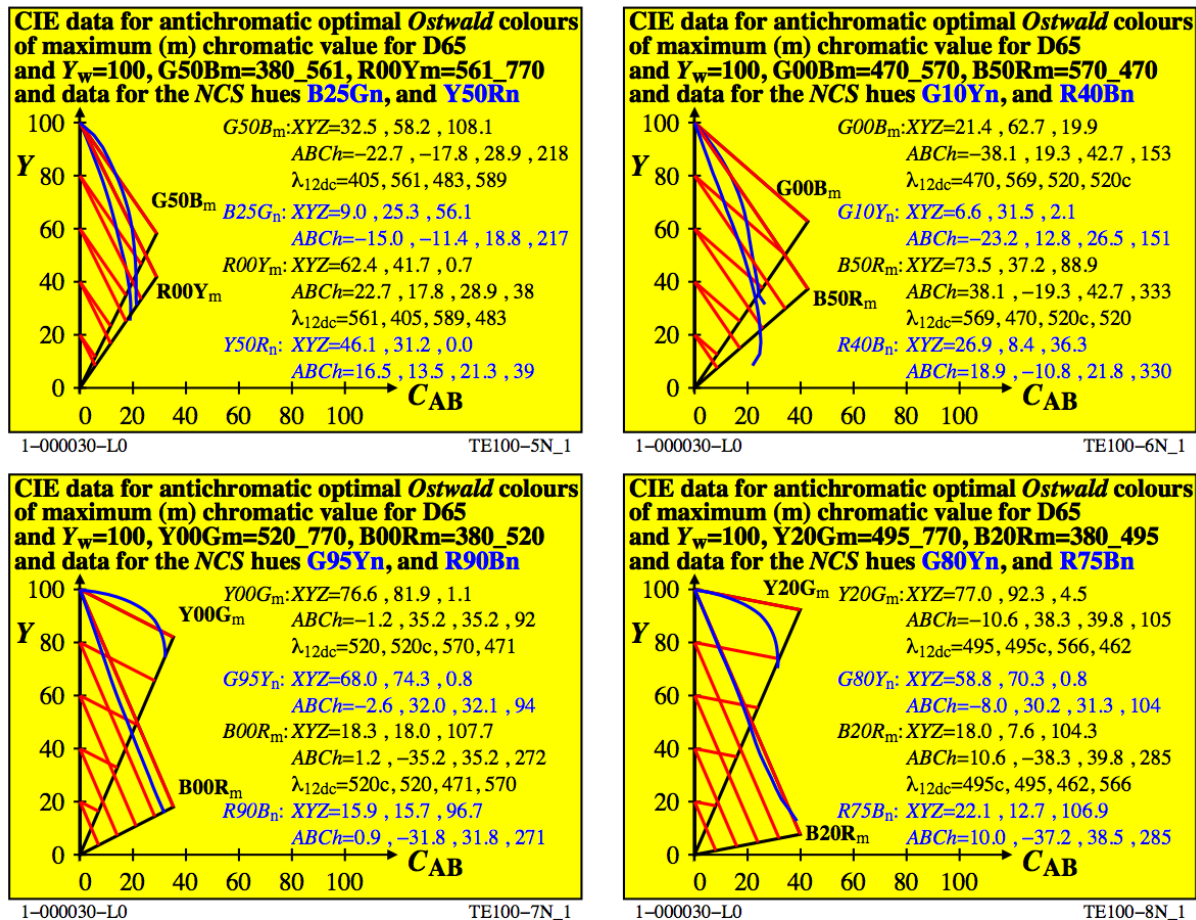 CIE data for antichromatic optimal Ostwald colours
of maximum (m) chromatic value for D65
and Yw=100, G50Bm=380_561, R00Ym=561_770
and data for the NCS hues B25Gn, and Y50Rn
100
Y
80
60
40
20
0
0 20 40 60 80 100
CAB
G50Bm
R00Ym
G50Bm: XYZ=32.5 , 58.2 , 108.1
ABCh=−22.7 , −17.8 , 28.9 , 218
λ12dc=405, 561, 483, 589
B25Gn: XYZ=9.0 , 25.3 , 56.1
ABCh=−15.0 , −11.4 , 18.8 , 217
R00Ym: XYZ=62.4 , 41.7 , 0.7
ABCh=22.7 , 17.8 , 28.9 , 38
λ12dc=561, 405, 589, 483
Y50Rn: XYZ=46.1 , 31.2 , 0.0
ABCh=16.5 , 13.5 , 21.3 , 39
1−000030−L0
TE100−5N_1
CIE data for antichromatic optimal Ostwald colours
of maximum (m) chromatic value for D65
and Yw=100, G00Bm=470_570, B50Rm=570_470
and data for the NCS hues G10Yn, and R40Bn
100
Y
80
60
40
20
0
0 20 40 60 80 100
CAB
G00Bm
B50Rm
G00Bm: XYZ=21.4 , 62.7 , 19.9
ABCh=−38.1 , 19.3 , 42.7 , 153
λ12dc=470, 569, 520, 520c
G10Yn: XYZ=6.6 , 31.5 , 2.1
ABCh=−23.2 , 12.8 , 26.5 , 151
B50Rm: XYZ=73.5 , 37.2 , 88.9
ABCh=38.1 , −19.3 , 42.7 , 333
λ12dc=569, 470, 520c, 520
R40Bn: XYZ=26.9 , 8.4 , 36.3
ABCh=18.9 , −10.8 , 21.8 , 330
1−000030−L0
TE100−6N_1
CIE data for antichromatic optimal Ostwald colours
of maximum (m) chromatic value for D65
and Yw=100, Y00Gm=520_770, B00Rm=380_520
and data for the NCS hues G95Yn, and R90Bn
100
Y
80
60
40
20
0
0 20 40 60 80 100
CAB
Y00Gm
B00Rm
Y00Gm: XYZ=76.6 , 81.9 , 1.1
ABCh=−1.2 , 35.2 , 35.2 , 92
λ12dc=520, 520c, 570, 471
G95Yn: XYZ=68.0 , 74.3 , 0.8
ABCh=−2.6 , 32.0 , 32.1 , 94
B00Rm: XYZ=18.3 , 18.0 , 107.7
ABCh=1.2 , −35.2 , 35.2 , 272
λ12dc=520c, 520, 471, 570
R90Bn: XYZ=15.9 , 15.7 , 96.7
ABCh=0.9 , −31.8 , 31.8 , 271
1−000030−L0
TE100−7N_1
CIE data for antichromatic optimal Ostwald colours
of maximum (m) chromatic value for D65
and Yw=100, Y20Gm=495_770, B20Rm=380_495
and data for the NCS hues G80Yn, and R75Bn
100
Y
80
60
40
20
0
0 20 40 60 80 100
CAB
Y20Gm
B20Rm
Y20Gm: XYZ=77.0 , 92.3 , 4.5
ABCh=−10.6 , 38.3 , 39.8 , 105
λ12dc=495, 495c, 566, 462
G80Yn: XYZ=58.8 , 70.3 , 0.8
ABCh=−8.0 , 30.2 , 31.3 , 104
B20Rm: XYZ=18.0 , 7.6 , 104.3
ABCh=10.6 , −38.3 , 39.8 , 285
λ12dc=495c, 495, 462, 566
R75Bn: XYZ=22.1 , 12.7 , 106.9
ABCh=10.0 , −37.2 , 38.5 , 285
1−000030−L0
TE100−8N_1